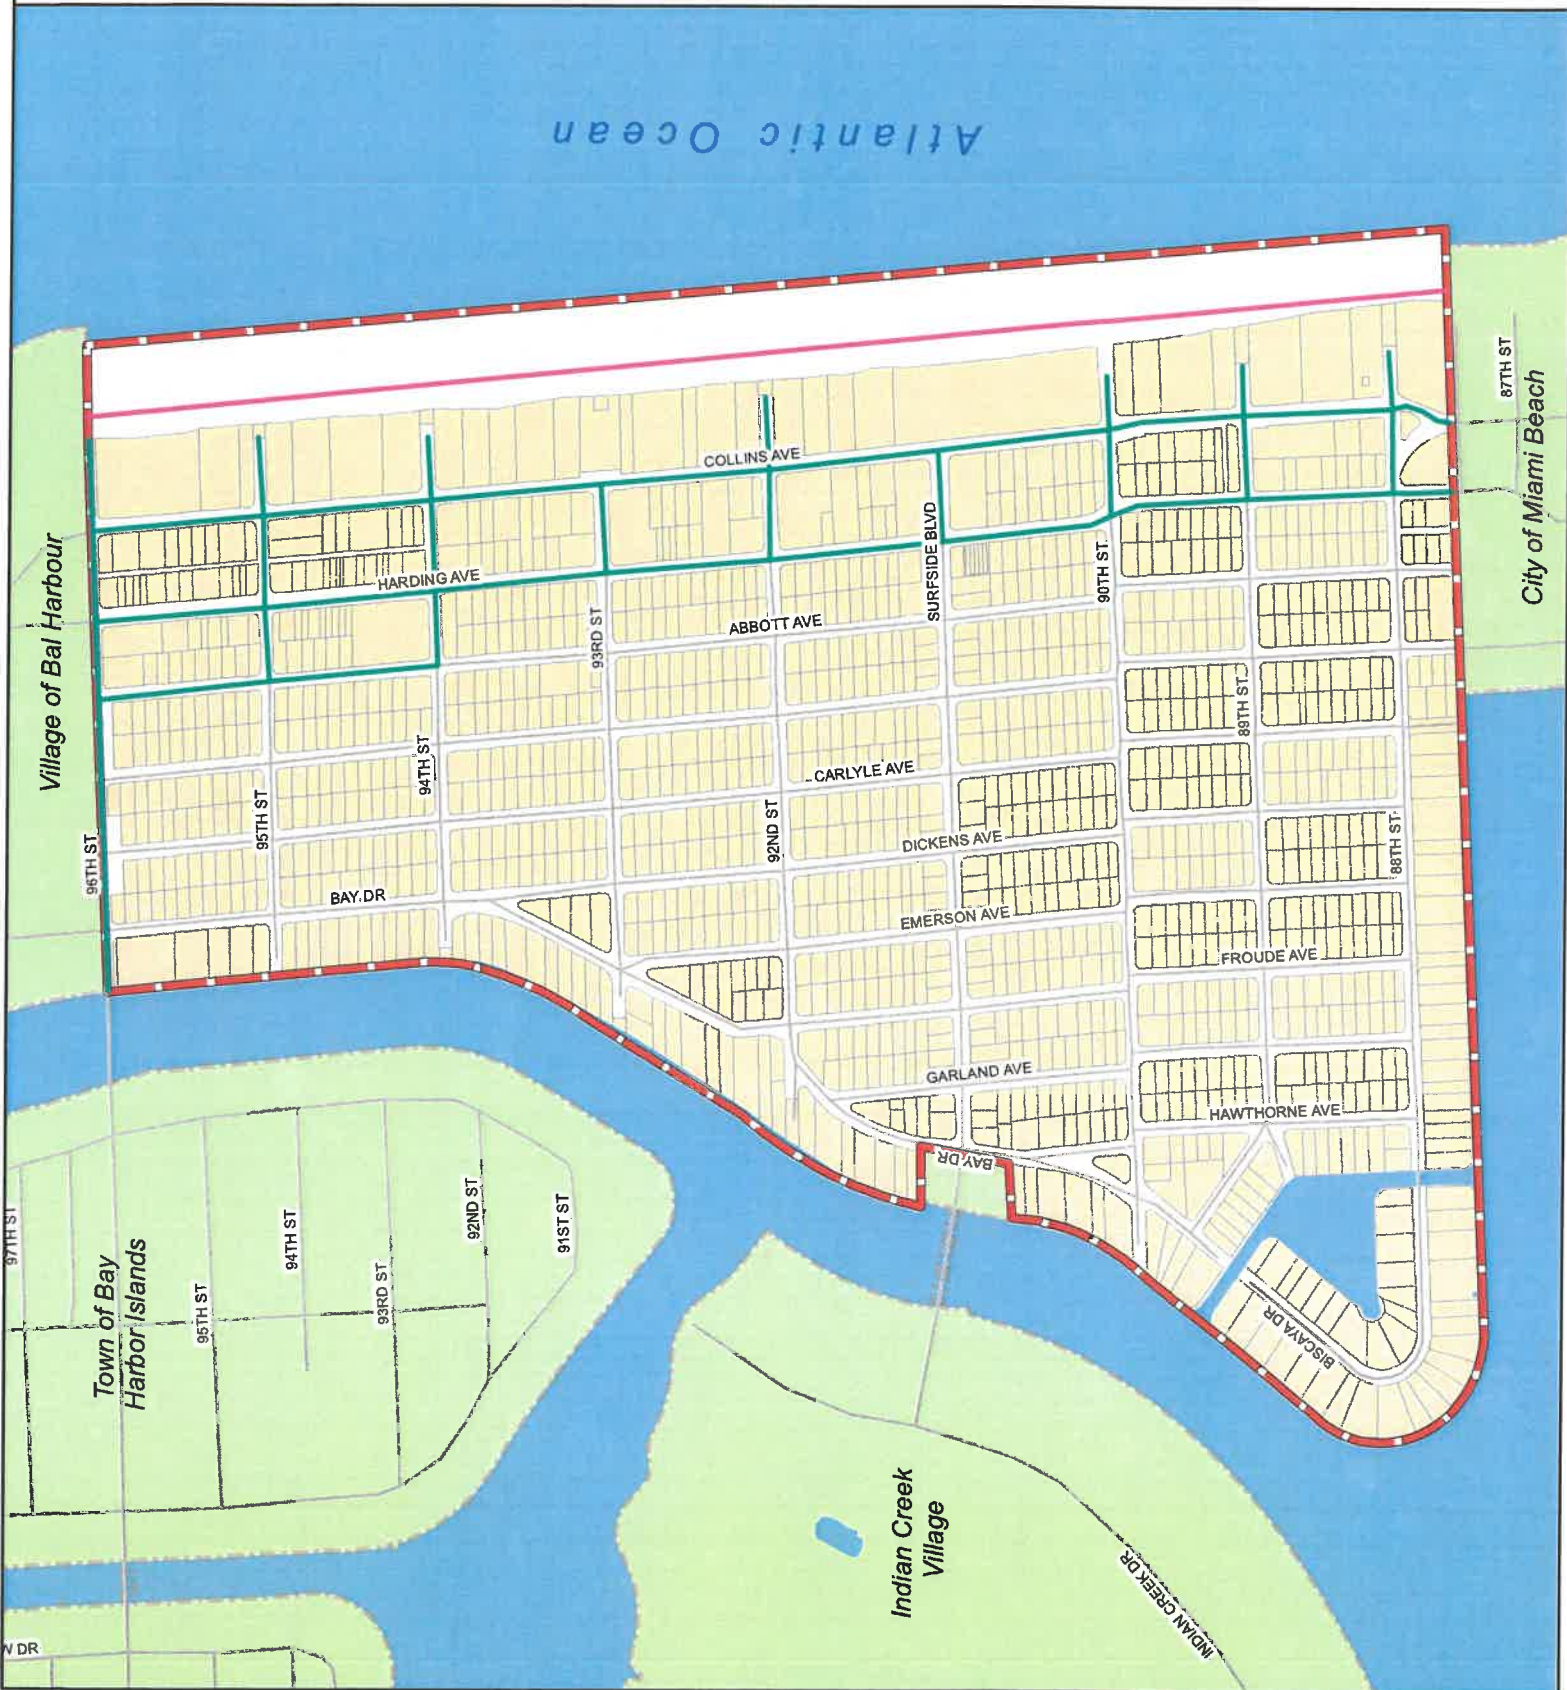 Atlantic Ocean
Village of Bal Harbour
City of Miami Beach
87TH ST
COLLINS AVE
HARDING AVE
SURFSIDE BLVD
90TH ST
ABBOTT AVE
93RD ST
89TH ST
94TH ST
CARLYLE AVE
95TH ST
92ND ST
DICKENS AVE
88TH ST
96TH ST
BAY DR
EMERSON AVE
FROUDE AVE
GARLAND AVE
HAWTHORNE AVE
BAY DR
97TH ST
92ND ST
91ST ST
94TH ST
Town of Bay
Harbor Islands
95TH ST
93RD ST
BISCAYA DR
Indian Creek
Village
INDIAN CREEK DR